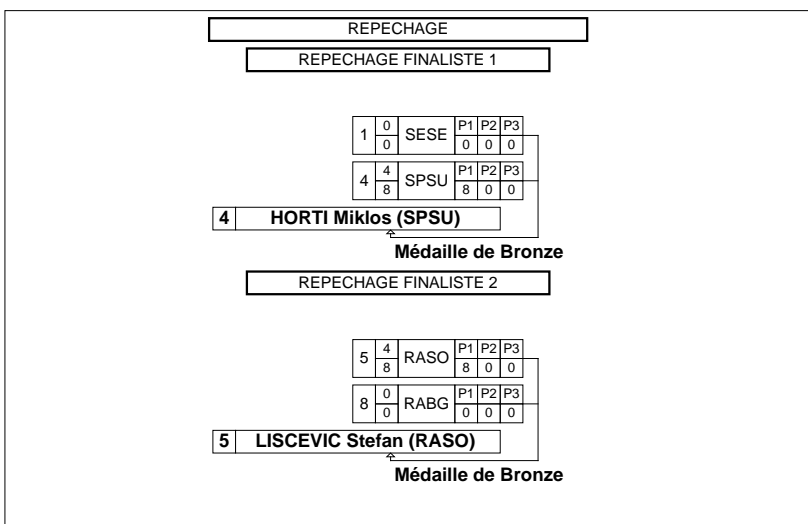 REPECHAGE
REPECHAGE FINALISTE 1
1 0 SESE P1 P2 P3
0 0 0 0
4 4 SPSU P1 P2 P3
8 8 0 0
4 HORTI Miklos (SPSU)
Médaille de Bronze
REPECHAGE FINALISTE 2
5 4 RASO P1 P2 P3
8 8 0 0
8 0 RABG P1 P2 P3
0 0 0 0
5 LISCEVIC Stefan (RASO)
Médaille de Bronze